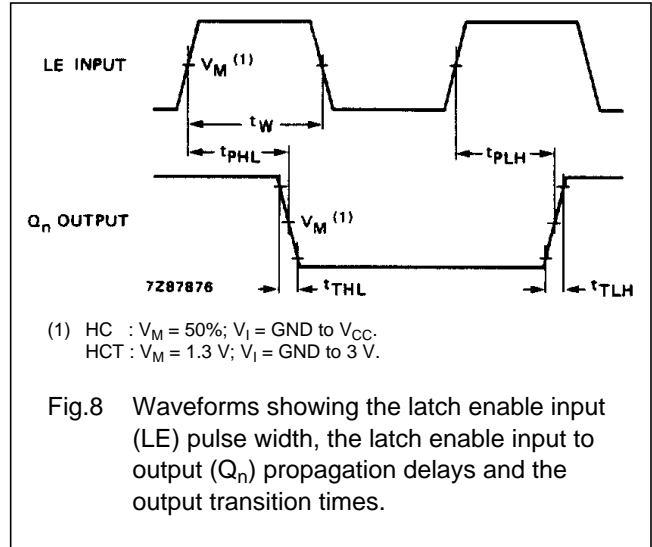 LE INPUT
V_M (1)
t_W
t_PHL
t_PLH
Q_n OUTPUT
V_M (1)
7Z87876
t_THL
t_TLH
(1) HC : V_M = 50%; V_I = GND to V_CC.
HCT : V_M = 1.3 V; V_I = GND to 3 V.
Fig.8 Waveforms showing the latch enable input
(LE) pulse width, the latch enable input to
output (Q_n) propagation delays and the
output transition times.